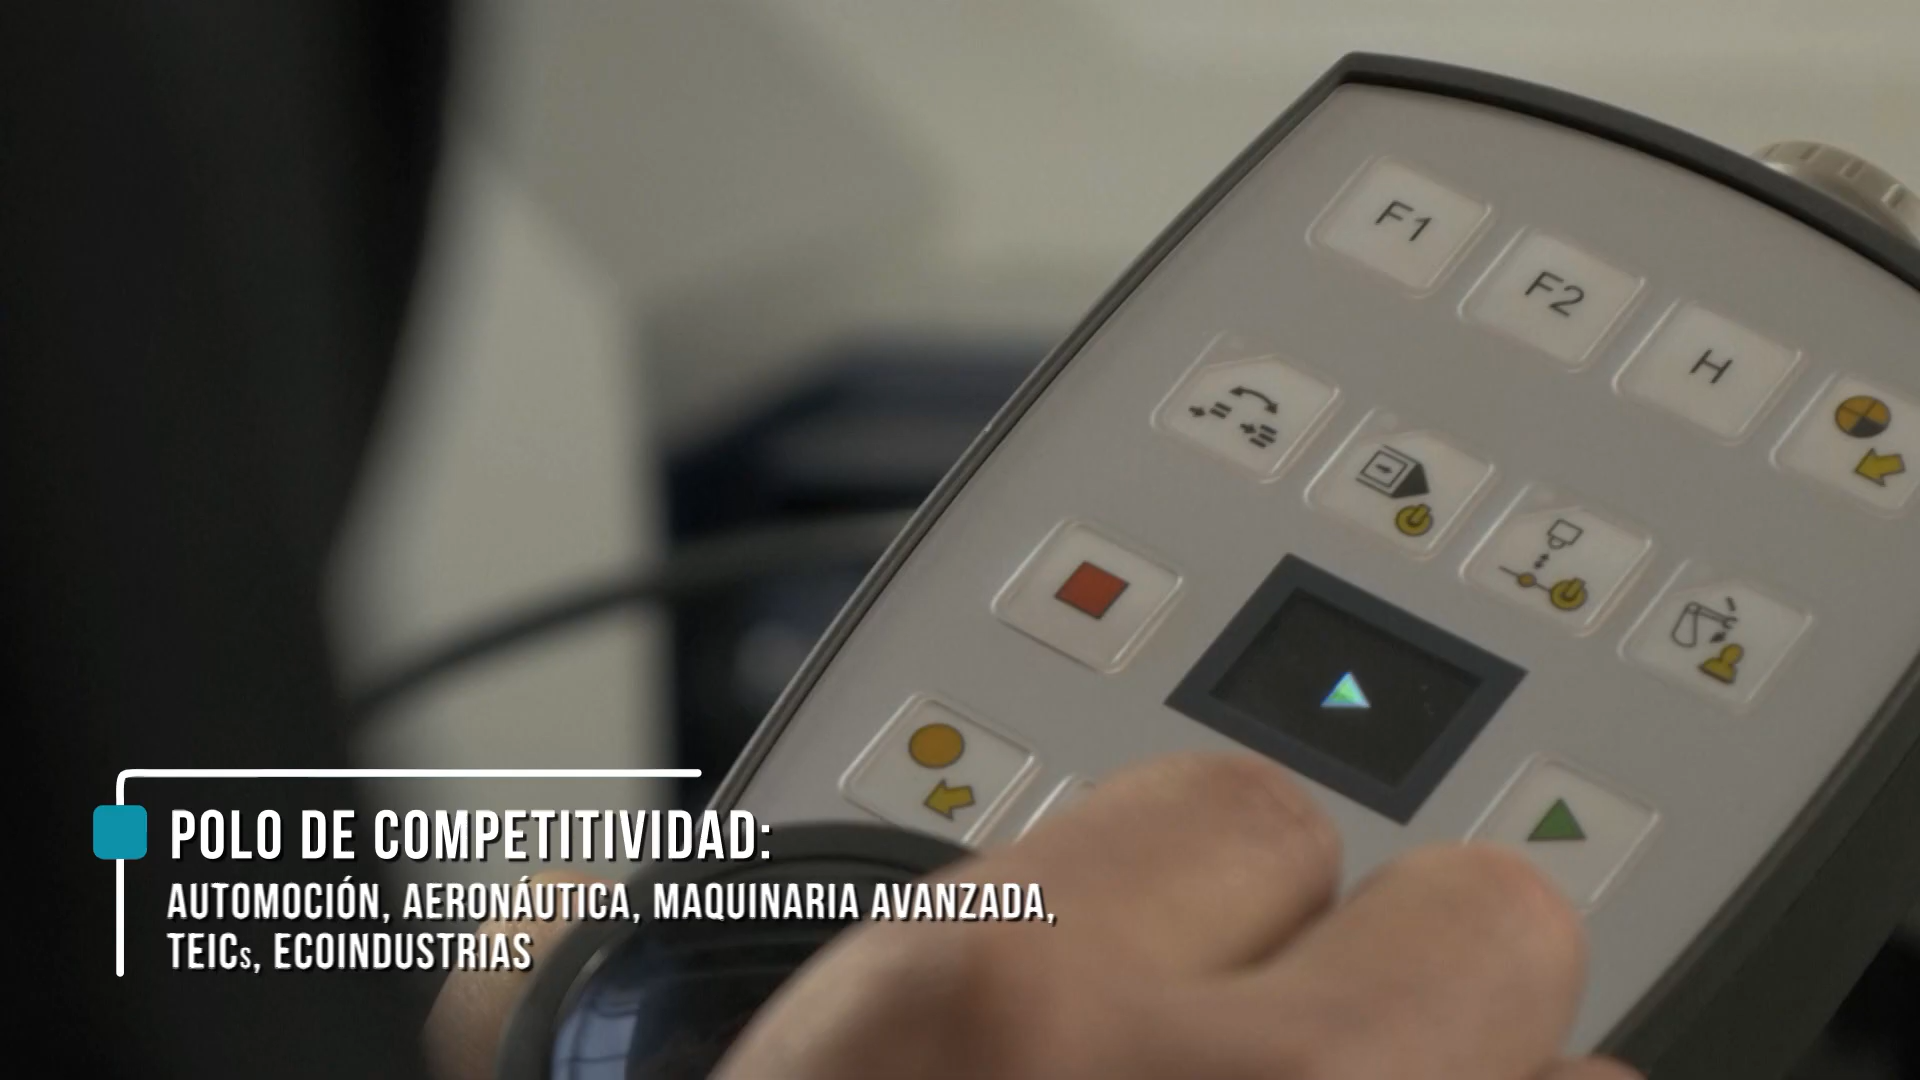 F1
F2
H
POLO DE COMPETITIVIDAD:
AUTOMOCIÓN, AERONÁUTICA, MAQUINARIA AVANZADA,
TEICs, ECOINDUSTRIAS